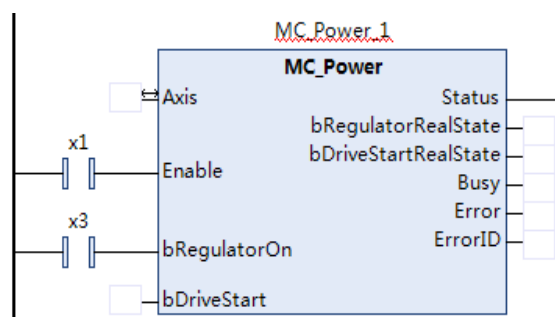 MC_Power_1
MC_Power
Axis
Status
bRegulatorRealState
bDriveStartRealState
x1
Enable
Busy
Error
x3
ErrorID
bRegulatorOn
bDriveStart